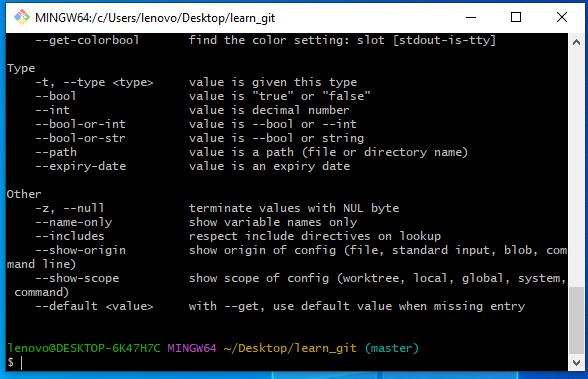 MINGW64:/c/Users/lenovo/Desktop/learn_git
    --get-colorbool       find the color setting: slot [stdout-is-tty]
Type
    -t, --type <type>     value is given this type
    --bool                value is "true" or "false"
    --int                 value is decimal number
    --bool-or-int         value is --bool or --int
    --bool-or-str         value is --bool or string
    --path                value is a path (file or directory name)
    --expiry-date         value is an expiry date
Other
    -z, --null            terminate values with NUL byte
    --name-only           show variable names only
    --includes            respect include directives on lookup
    --show-origin         show origin of config (file, standard input, blob, com
mand line)
    --show-scope          show scope of config (worktree, local, global, system,
 command)
    --default <value>     with --get, use default value when missing entry
lenovo@DESKTOP-6K47H7C MINGW64 ~/Desktop/learn_git (master)
$